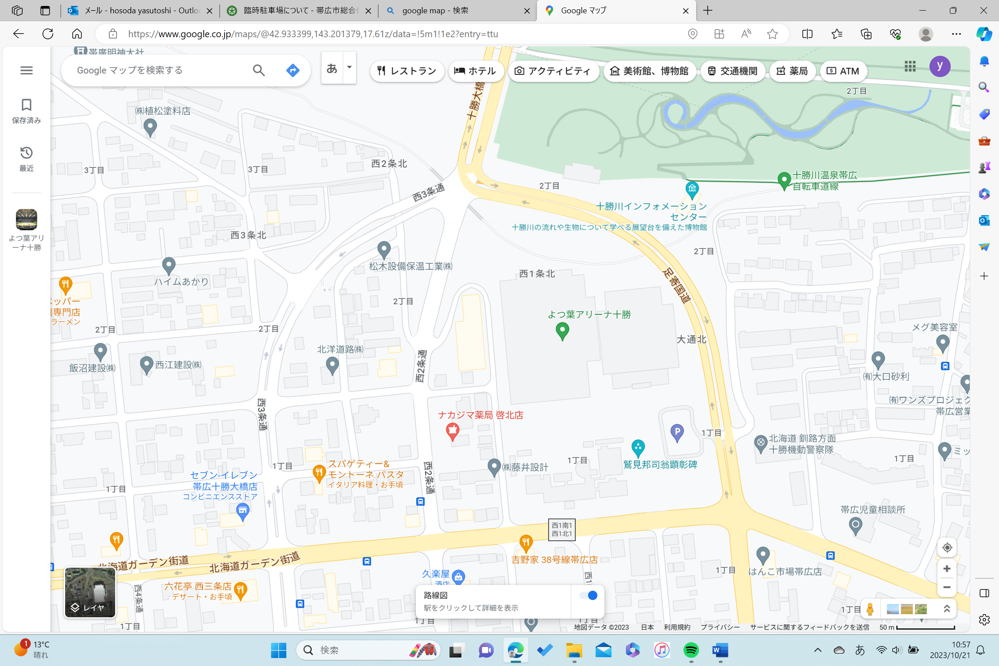 メール - hosoda yasutoshi - Outlo
臨時駐車場について - 帯広市総合
google map - 検索
Google マップ
https://www.google.co.jp/maps/@42.933399,143.201379,17.61z/data=!5m1!1e2?entry=ttu
帯廣明神大社
Google マップを検索する
あ
レストラン
ホテル
アクティビティ
美術館、博物館
交通機関
薬局
ATM
y
保存済み
最近
よつ葉アリ
ーナ十勝
2丁目
十勝大橋
㈱植松塗料店
3丁目
3丁目
西2条北
西3条通
2丁目
十勝川温泉帯広
自転車道線
十勝川インフォメーション
センター
十勝川の流れや生物について学べる展望台を備えた博物館
西3条北
2丁目
松木設備保温工業㈱
西1条北
ハイムあかり
足寄国道
ペッパー
専門店
ラーメン
2丁目
よつ葉アリーナ十勝
2丁目
2丁目
大通北
メグ美容室
北洋道路㈱
西2条通
飯沼建設㈱
西江建設㈱
㈲大口砂利
西3条通
㈲ワンズプロジェク
帯広営業
ナカジマ薬局 啓北店
P
1丁目
北海道 釧路方面
十勝機動警察隊
ミッ
1丁目
鷲見邦司翁顕彰碑
1丁目
㈱藤井設計
西2条通
1丁目
スパゲティー&
モントーネ パスタ
イタリア料理・お手頃
セブン-イレブン
帯広十勝大橋店
コンビニエンスストア
1丁目
帯広児童相談所
西1南1
西1北1
吉野家 38号線帯広店
北海道ガーデン街道
北海道ガーデン街道
1丁目
はんこ市場帯広店
久楽屋
酒店
西1
六花亭 西三条店
デザート・お手頃
西4条通
レイヤ
路線図
駅をクリックして詳細を表示
1丁目
1丁目
1丁目
1丁目
地図データ ©2023
日本
利用規約
プライバシー
サービスに関するフィードバックを送信
50 m
1
13°C
晴れ
検索
あ
10:57
2023/10/21